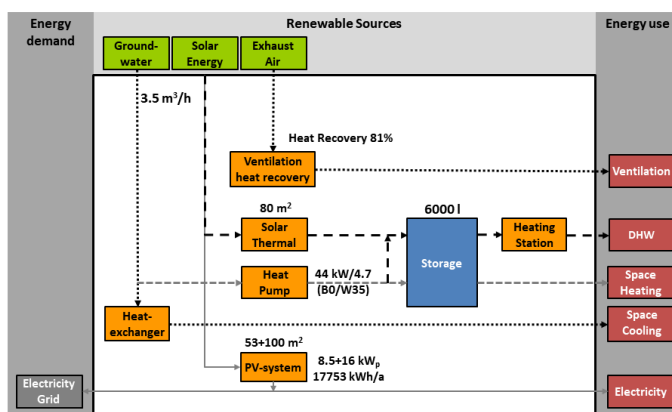 Energy
demand
Renewable Sources
Energy use
Ground-
water
Solar
Energy
Exhaust
Air
3.5 m³/h
Heat Recovery 81%
Ventilation
heat recovery
Ventilation
80 m²
6000 l
Solar
Thermal
Storage
Heating
Station
DHW
Heat
Pump
44 kW/4.7
(B0/W35)
Space
Heating
Heat-
exchanger
Space
Cooling
53+100 m²
PV-system
8.5+16 kWₚ
17753 kWh/a
Electricity
Grid
Electricity